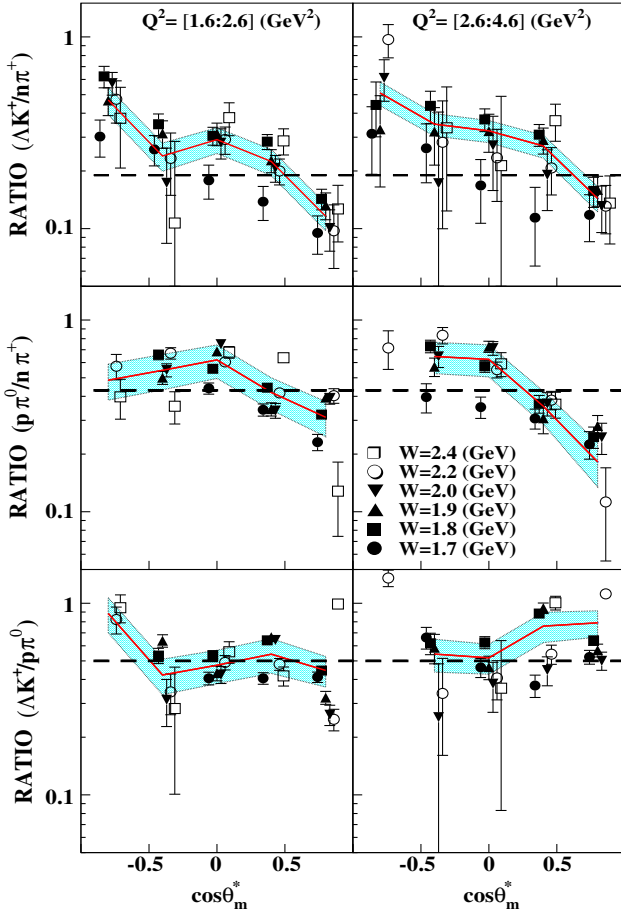 Q²= [1.6:2.6] (GeV²)
Q²= [2.6:4.6] (GeV²)
RATIO (ΛK⁺/nπ⁺)
1
0.1
RATIO (pπ⁰/nπ⁺)
1
0.1
W=2.4 (GeV)
W=2.2 (GeV)
W=2.0 (GeV)
W=1.9 (GeV)
W=1.8 (GeV)
W=1.7 (GeV)
RATIO (ΛK⁺/pπ⁰)
1
0.1
-0.5 0 0.5
-0.5 0 0.5
cosθ*m
cosθ*m